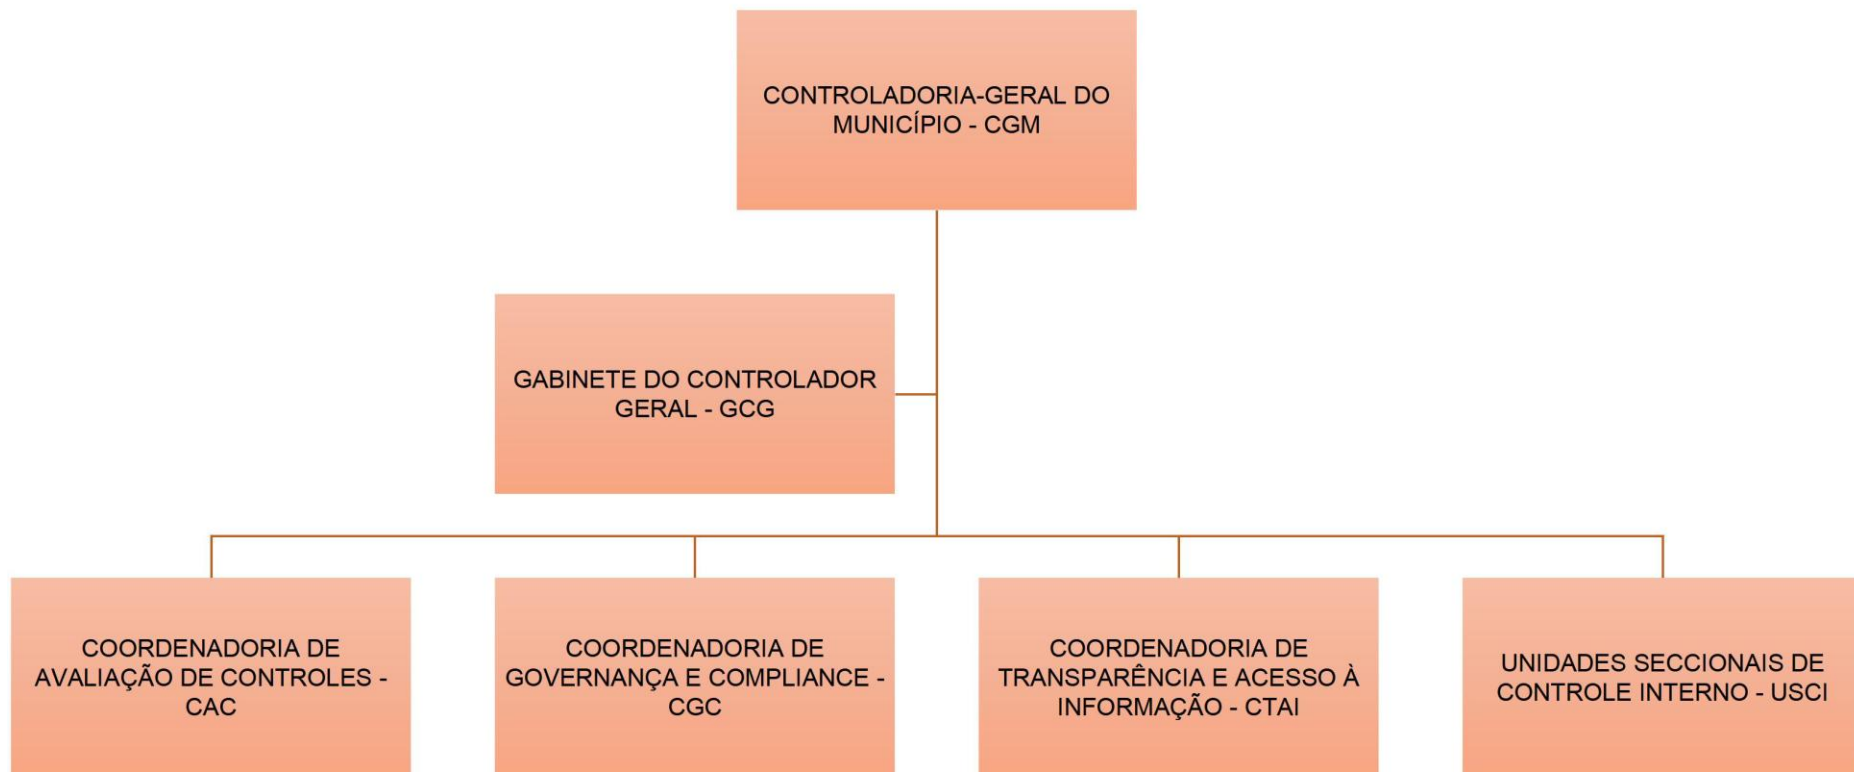 CONTROLADORIA-GERAL DO
MUNICÍPIO - CGM
GABINETE DO CONTROLADOR
GERAL - GCG
COORDENADORIA DE
AVALIAÇÃO DE CONTROLES -
CAC
COORDENADORIA DE
GOVERNANÇA E COMPLIANCE -
CGC
COORDENADORIA DE
TRANSPARÊNCIA E ACESSO À
INFORMAÇÃO - CTAI
UNIDADES SECCIONAIS DE
CONTROLE INTERNO - USCI